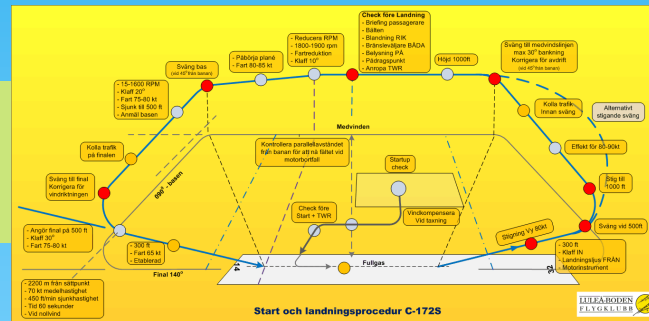 Check före Landning
- Briefing passagerare
- Bälten
- Blandning RIK
- Bränsleväljare BÅDA
- Belysning PÅ
- Pådragspunkt
- Anropa TWR
- Reducera RPM
- 1800-1900 rpm
- Fartreduktion
- Klaff 10°
- Påbörja plané
- Fart 80-85 kt
Höjd 1000ft
Sväng till medvindslinjen
max 30° bankning
Korrigera för avdrift
(vid 45° från banan)
Sväng bas
(vid 45° från banan)
- 15-1600 RPM
- Klaff 20°
- Fart 75-80 kt
- Sjunk till 500 ft
- Anmäl basen
Kolla trafik
Innan sväng
Alternativt
stigande sväng
Medvinden
Kolla trafik
på finalen
Kontrollera parallellavståndet
från banan för att nå fältet vid
motorbortfall
Effekt för 80-90kt
Startup
check
Sväng till final
Korrigera för
vindriktningen
090° - basen
Stig till
1000 ft
Check före
Start + TWR
Vindkompensera
Vid taxning
Stigning Vy 80kt
Sväng vid 500ft
- Angör final på 500 ft
- Klaff 30°
- Fart 75-80 kt
- 300 ft
- Fart 65 kt
- Etablerad
- 300 ft
- Klaff IN
- Landningsljus FRÅN
- Motorinstrument
Final 140°
14
Fullgas
32
- 2200 m från sättpunkt
- 70 kt medelhastighet
- 450 ft/min sjunkhastighet
- Tid 60 sekunder
- Vid nollvind
Start och landningsprocedur C-172S
LULEÅ-BODEN
FLYGKLUBB